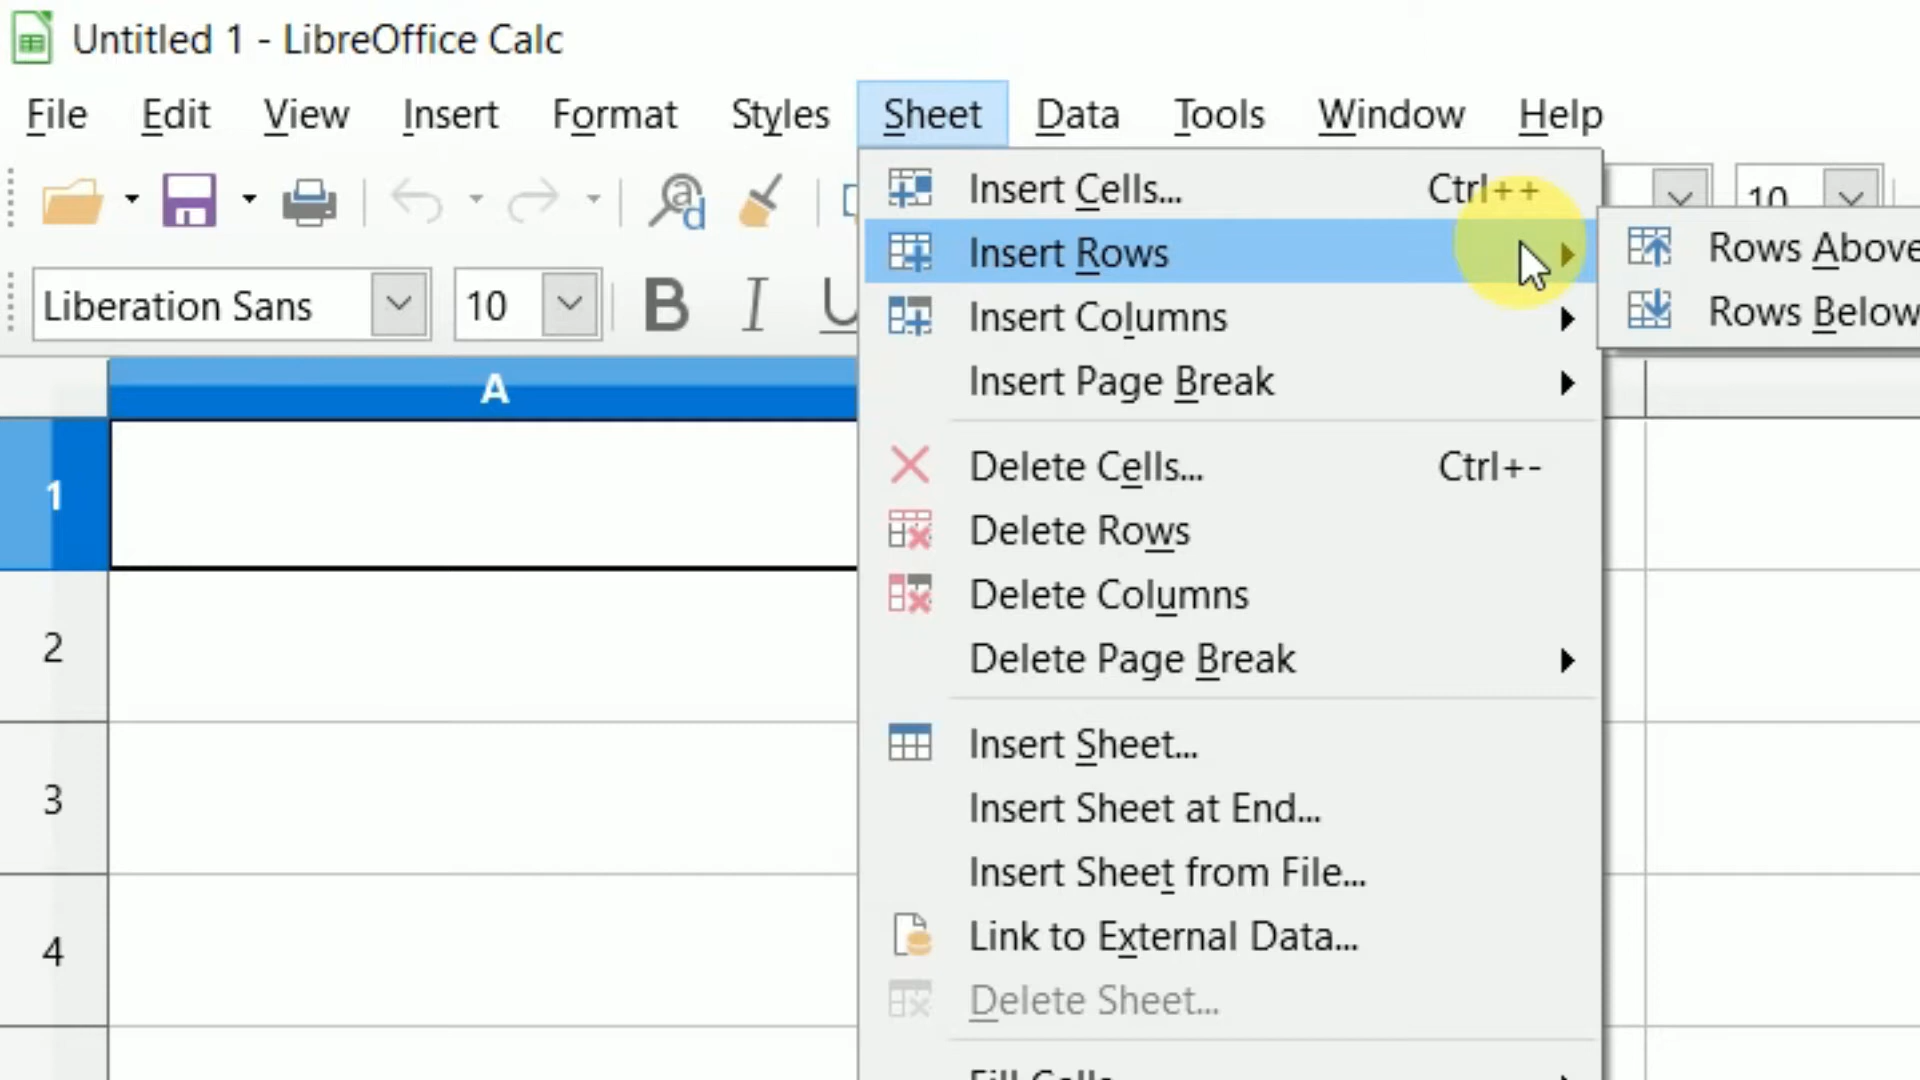 Untitled 1 - LibreOffice Calc
File Edit View Insert Format Styles Sheet Data Tools Window Help
10
Liberation Sans 10 B I U
Insert Cells... Ctrl++
Insert Rows
Rows Above
Rows Below
Insert Columns
Insert Page Break
Delete Cells... Ctrl+-
Delete Rows
Delete Columns
Delete Page Break
Insert Sheet...
Insert Sheet at End...
Insert Sheet from File...
Link to External Data...
Delete Sheet...
Fill Cells
A
1
2
3
4